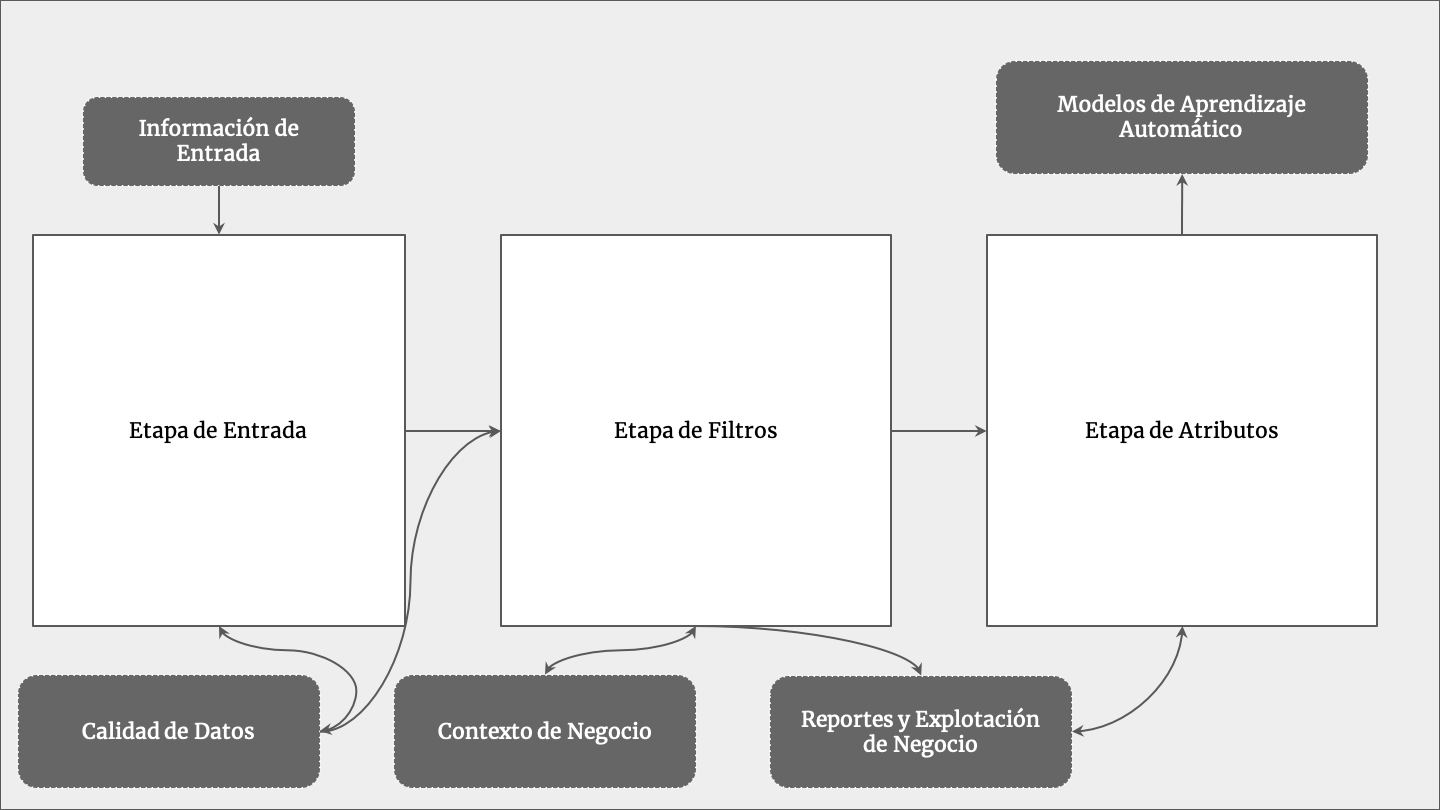 Información de
Entrada
Modelos de Aprendizaje
Automático
Etapa de Entrada
Etapa de Filtros
Etapa de Atributos
Calidad de Datos
Contexto de Negocio
Reportes y Explotación
de Negocio